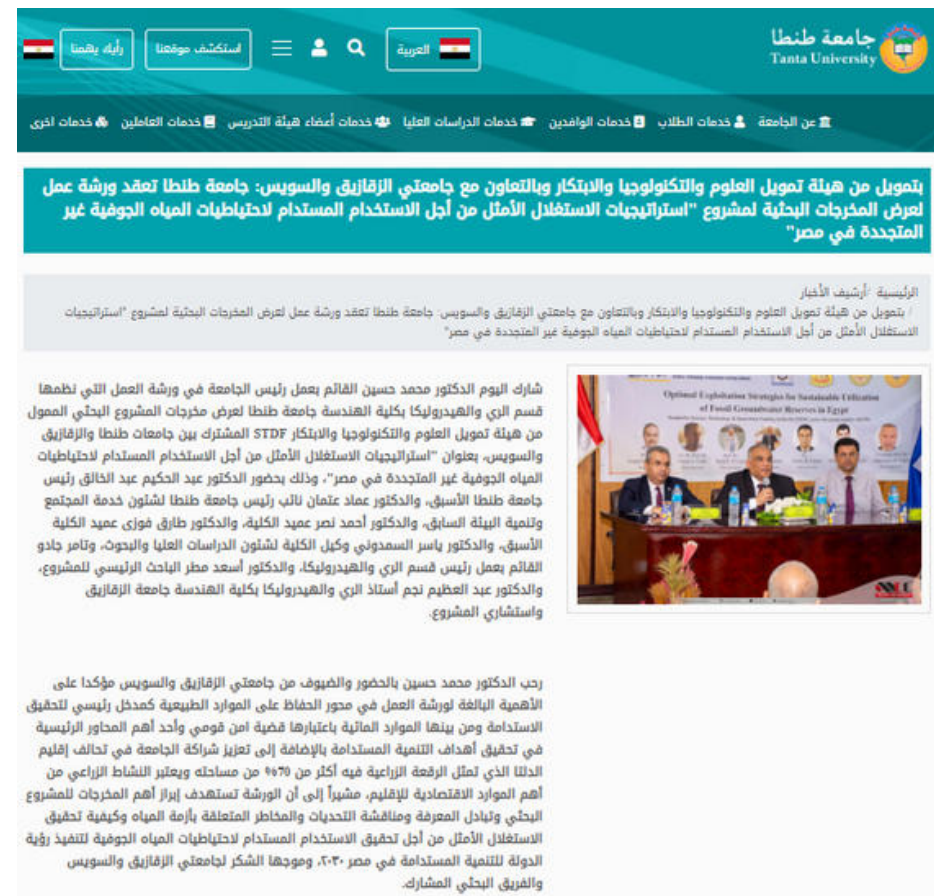 جامعة طنطا
Tanta University
العربية
استكشف موقعنا
رأيك يهمنا
عن الجامعة
خدمات الطلاب
خدمات الوافدين
خدمات الدراسات العليا
خدمات أعضاء هيئة التدريس
خدمات العاملين
خدمات اخرى
بتمويل من هيئة تمويل العلوم والتكنولوجيا والابتكار وبالتعاون مع جامعتي الزقازيق والسويس: جامعة طنطا تعقد ورشة عمل
لعرض المخرجات البحثية لمشروع "استراتيجيات الاستغلال الأمثل من أجل الاستخدام المستدام لاحتياطيات المياه الجوفية غير
المتجددة في مصر"
الرئيسية /أرشيف الأخبار
/ بتمويل من هيئة تمويل العلوم والتكنولوجيا والابتكار وبالتعاون مع جامعتي الزقازيق والسويس: جامعة طنطا تعقد ورشة عمل لعرض المخرجات البحثية لمشروع "استراتيجيات
الاستغلال الأمثل من أجل الاستخدام المستدام لاحتياطيات المياه الجوفية غير المتجددة في مصر"
Optimal Exploitation Strategies for Sustainable Utilization
of Fossil Groundwater Reserves in Egypt
شارك اليوم الدكتور محمد حسين القائم بعمل رئيس الجامعة في ورشة العمل التي نظمها
قسم الري والهيدروليكا بكلية الهندسة جامعة طنطا لعرض مخرجات المشروع البحثي الممول
من هيئة تمويل العلوم والتكنولوجيا والابتكار STDF المشترك بين جامعات طنطا والزقازيق
والسويس، بعنوان "استراتيجيات الاستغلال الأمثل من أجل الاستخدام المستدام لاحتياطيات
المياه الجوفية غير المتجددة في مصر"، وذلك بحضور الدكتور عبد الحكيم عبد الخالق رئيس
جامعة طنطا الأسبق، والدكتور عماد عتمان نائب رئيس جامعة طنطا لشئون خدمة المجتمع
وتنمية البيئة السابق، والدكتور أحمد نصر عميد الكلية، والدكتور طارق فوزى عميد الكلية
الأسبق، والدكتور ياسر السمدوني وكيل الكلية لشئون الدراسات العليا والبحوث، وتامر جادو
القائم بعمل رئيس قسم الري والهيدروليكا، والدكتور أسعد مطر الباحث الرئيسي للمشروع،
والدكتور عبد العظيم نجم أستاذ الري والهيدروليكا بكلية الهندسة جامعة الزقازيق
واستشاري المشروع.
رحب الدكتور محمد حسين بالحضور والضيوف من جامعتي الزقازيق والسويس مؤكدا على
الأهمية البالغة لورشة العمل في محور الحفاظ على الموارد الطبيعية كمدخل رئيسي لتحقيق
الاستدامة ومن بينها الموارد المائية باعتبارها قضية امن قومي وأحد أهم المحاور الرئيسية
في تحقيق أهداف التنمية المستدامة بالإضافة إلى تعزيز شراكة الجامعة في تحالف إقليم
الدلتا الذي تمثل الرقعة الزراعية فيه أكثر من 70% من مساحته ويعتبر النشاط الزراعي من
أهم الموارد الاقتصادية للإقليم، مشيراً إلى أن الورشة تستهدف إبراز أهم المخرجات للمشروع
البحثي وتبادل المعرفة ومناقشة التحديات والمخاطر المتعلقة بأزمة المياه وكيفية تحقيق
الاستغلال الأمثل من أجل تحقيق الاستخدام المستدام لاحتياطيات المياه الجوفية لتنفيذ رؤية
الدولة للتنمية المستدامة في مصر ٢٠٣٠، وموجها الشكر لجامعتي الزقازيق والسويس
والفريق البحثي المشارك.